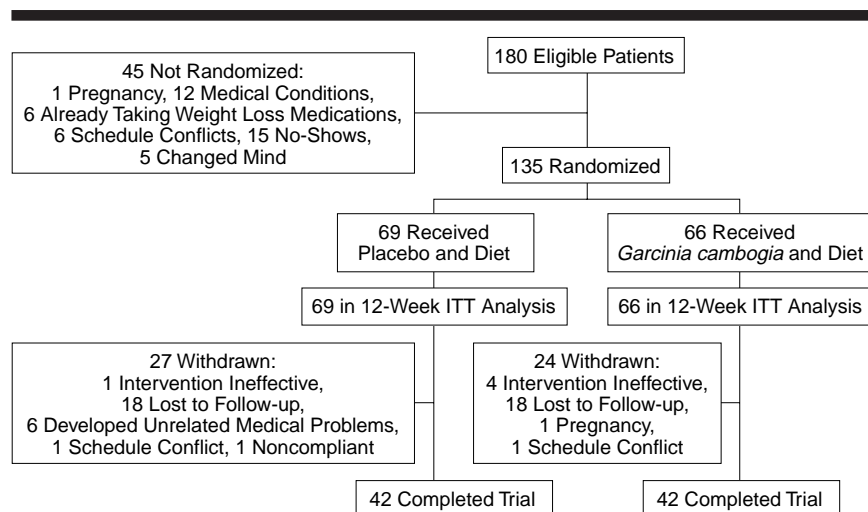 180 Eligible Patients
45 Not Randomized:
1 Pregnancy, 12 Medical Conditions,
6 Already Taking Weight Loss Medications,
6 Schedule Conflicts, 15 No-Shows,
5 Changed Mind
135 Randomized
69 Received
Placebo and Diet
66 Received
Garcinia cambogia and Diet
69 in 12-Week ITT Analysis
66 in 12-Week ITT Analysis
27 Withdrawn:
1 Intervention Ineffective,
18 Lost to Follow-up,
6 Developed Unrelated Medical Problems,
1 Schedule Conflict, 1 Noncompliant
24 Withdrawn:
4 Intervention Ineffective,
18 Lost to Follow-up,
1 Pregnancy,
1 Schedule Conflict
42 Completed Trial
42 Completed Trial